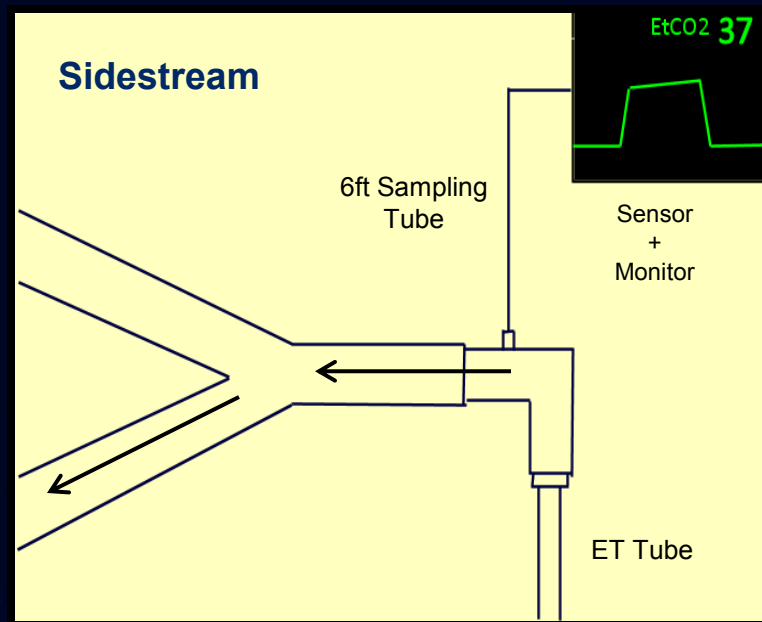 Sidestream
EtCO2 37
6ft Sampling
Tube
Sensor
+
Monitor
ET Tube